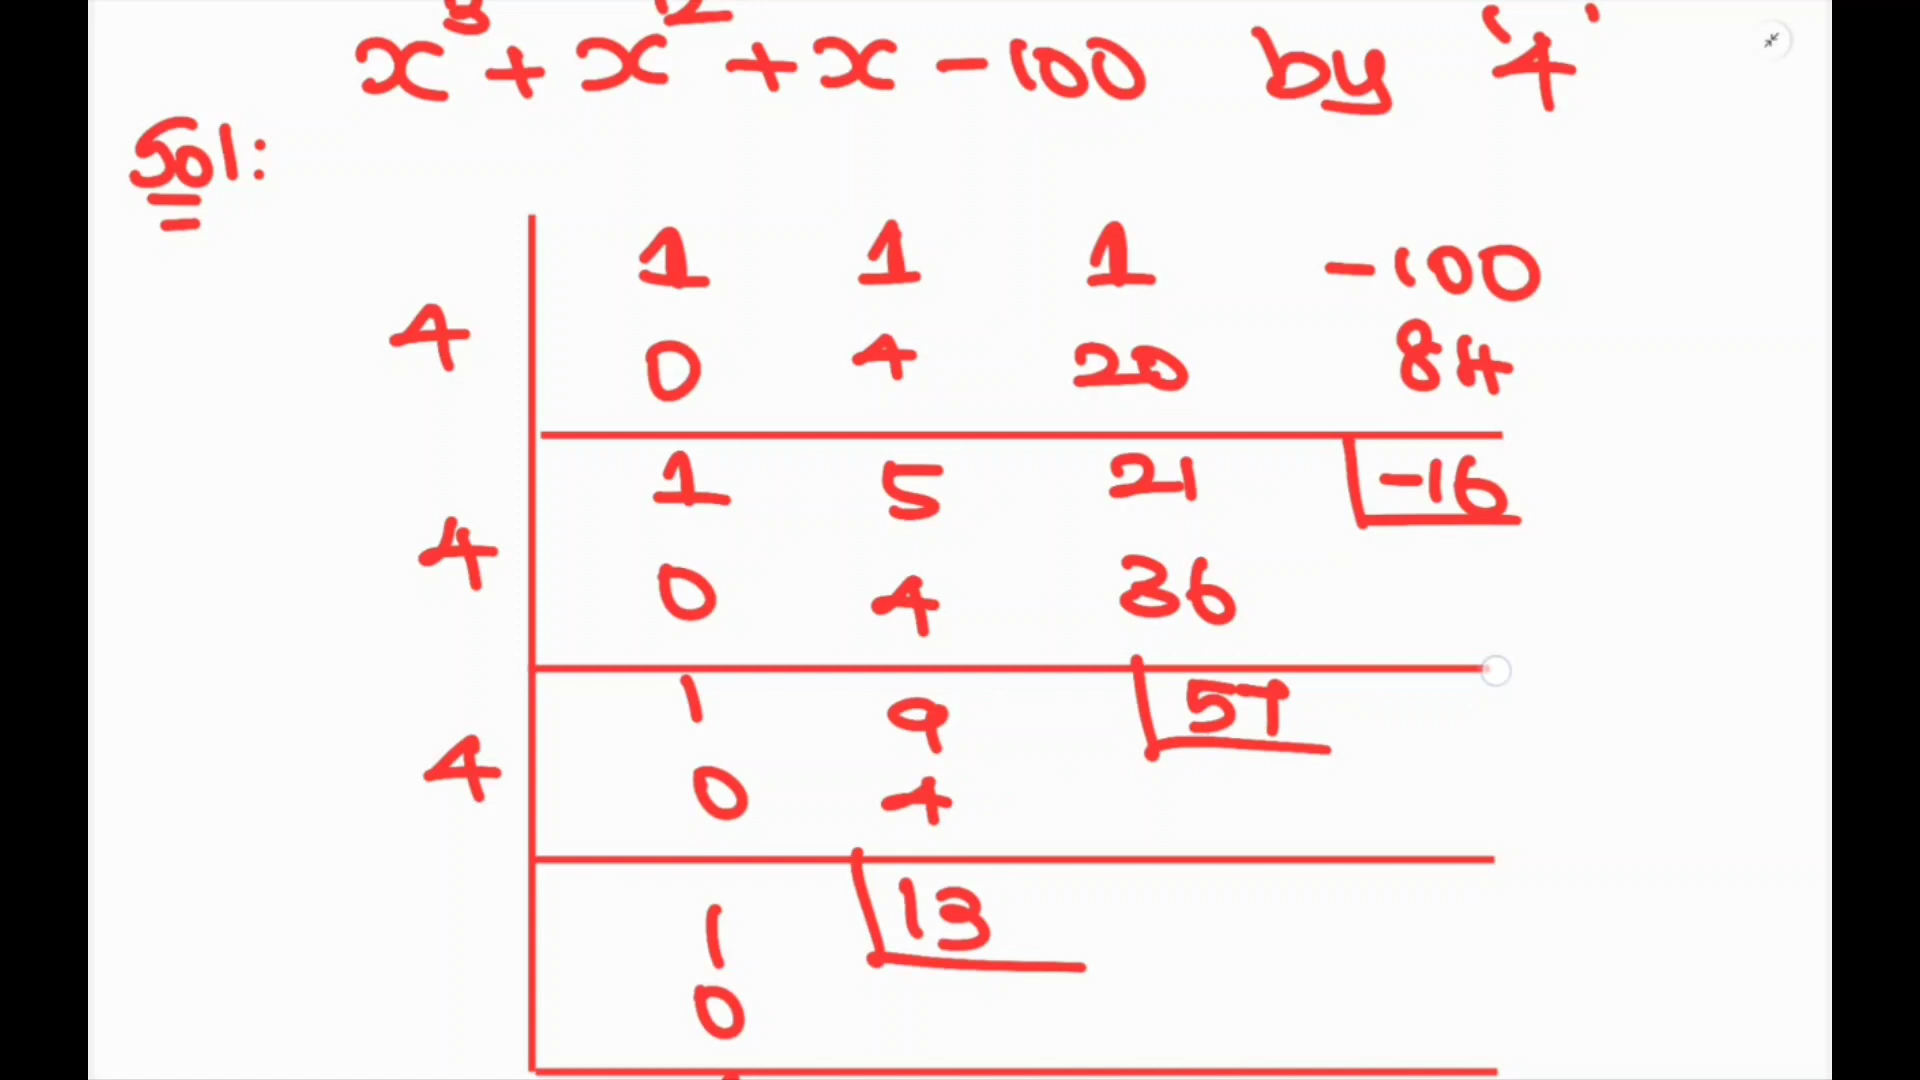 x³ + x² + x - 100 by '4'
Sol:
1 1 1 -100
4 0 4 20 84
1 5 21 -16
4 0 4 36
1 9 57
4 0 4
1 13
0